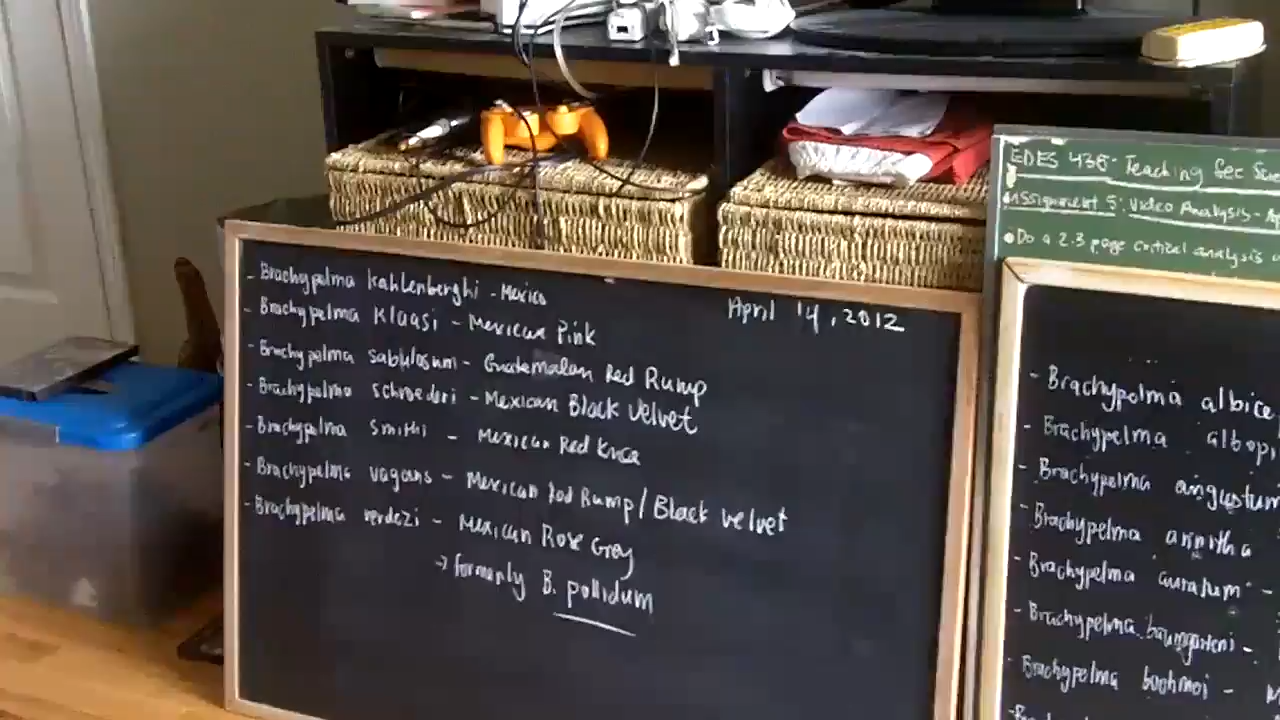 - Brachypelma Kahlenberghi - Mexico
- Brachypelma Klaasi - Mexican Pink
- Brachypelma sabulosum - Guatemalan Red Rump
- Brachypelma schroederi - Mexican Black Velvet
- Brachypelma Smithi - Mexican Red Knee
- Brachypelma vagans - Mexican Red Rump / Black velvet
- Brachypelma verdezi - Mexican Rose Grey
→ formerly B. pallidum
April 14, 2012
EDES 438- Teaching Sec
Assignment 5: Video Analysis -
• Do a 2-3 page critical analysis
- Brachypelma albice
- Brachypelma albopi
- Brachypelma angustum
- Brachypelma annitha
- Brachypelma auratum -
- Brachypelma baumgarteni -
- Brachypelma boehmei -